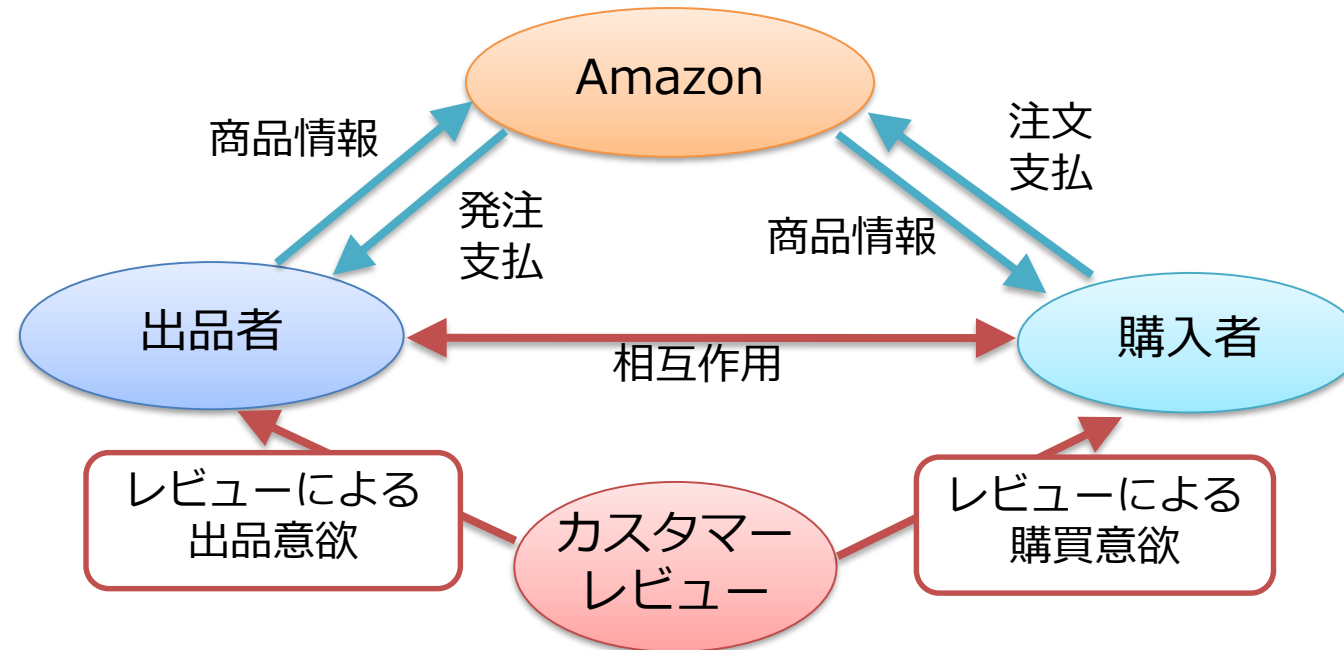 Amazon
商品情報
注文
支払
発注
支払
商品情報
出品者
購入者
相互作用
レビューによる
出品意欲
カスタマー
レビュー
レビューによる
購買意欲